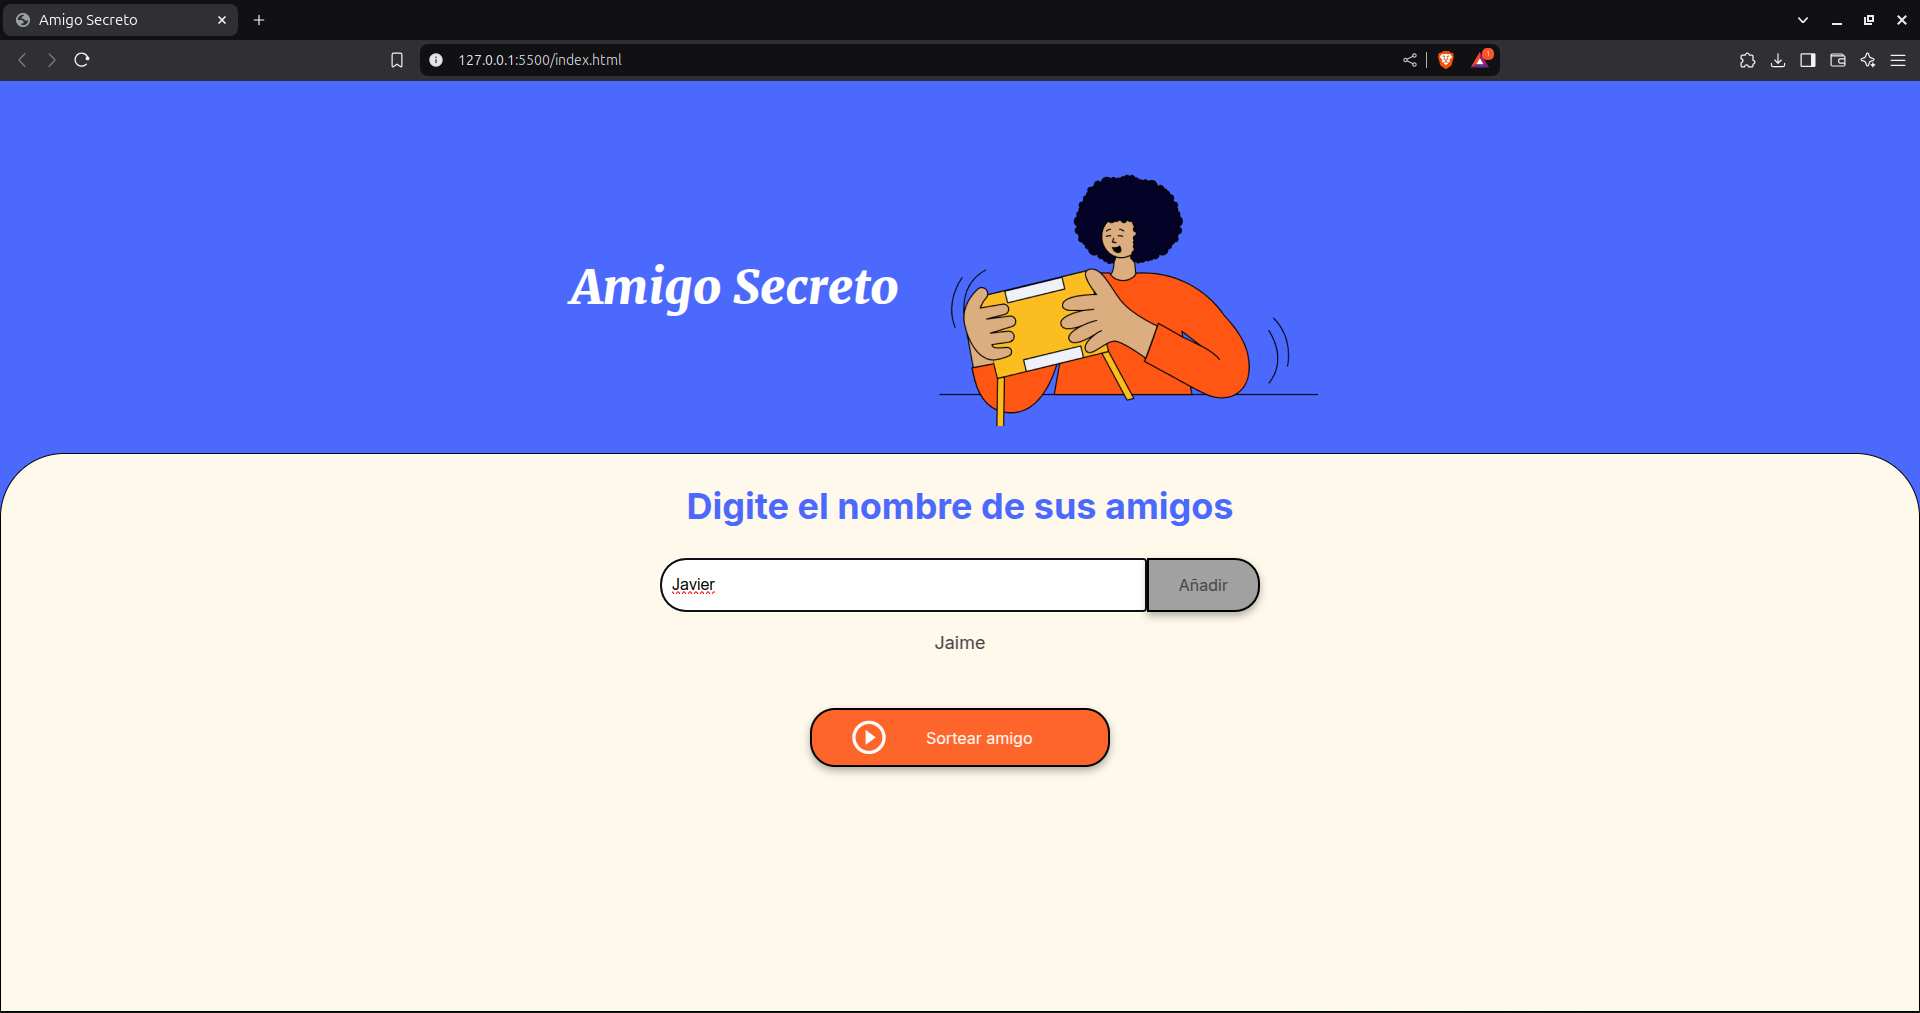 Amigo Secreto
127.0.0.1:5500/index.html
1
Amigo Secreto
Digite el nombre de sus amigos
Javier
Añadir
Jaime
Sortear amigo